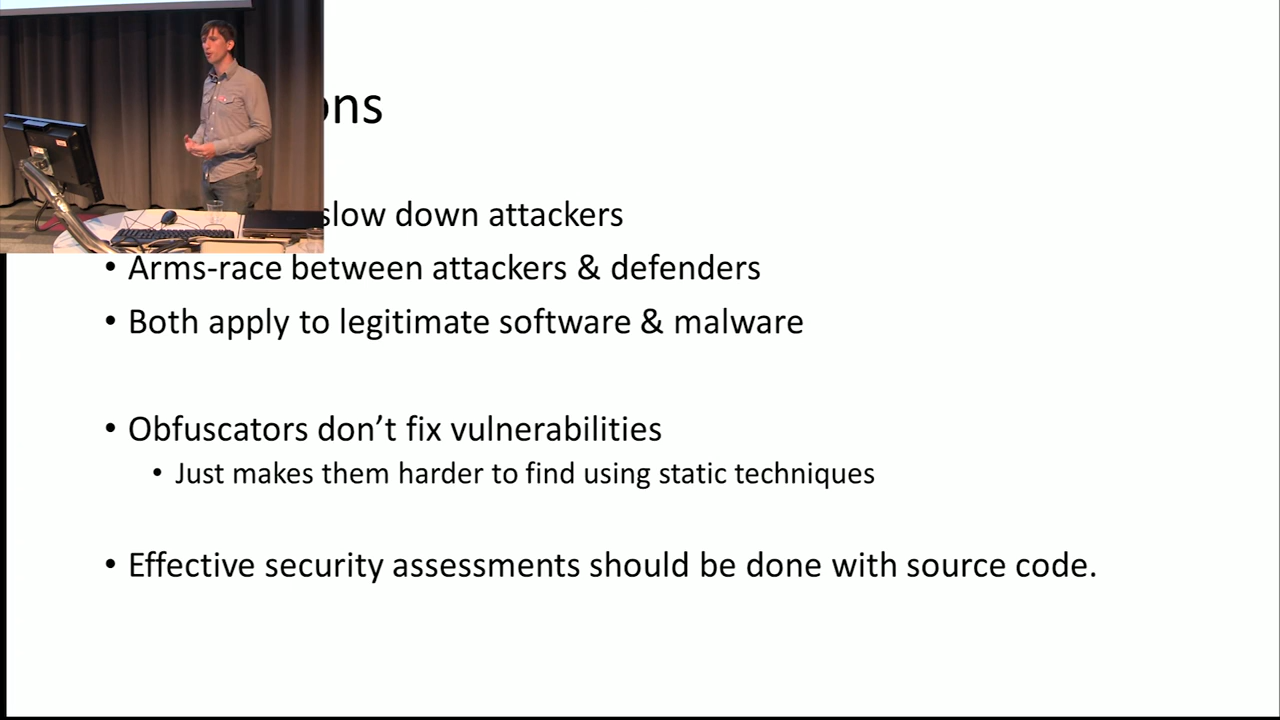 ons
slow down attackers
• Arms-race between attackers & defenders
• Both apply to legitimate software & malware
• Obfuscators don’t fix vulnerabilities
• Just makes them harder to find using static techniques
• Effective security assessments should be done with source code.